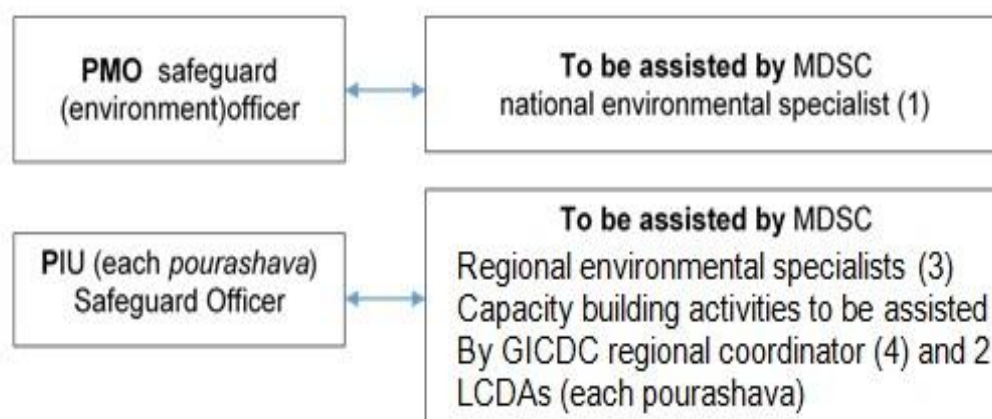 PMO safeguard
(environment)officer
To be assisted by MDSC
national environmental specialist (1)
PIU (each pourashava)
Safeguard Officer
To be assisted by MDSC
Regional environmental specialists (3)
Capacity building activities to be assisted
By GICDC regional coordinator (4) and 2
LCDAs (each pourashava)